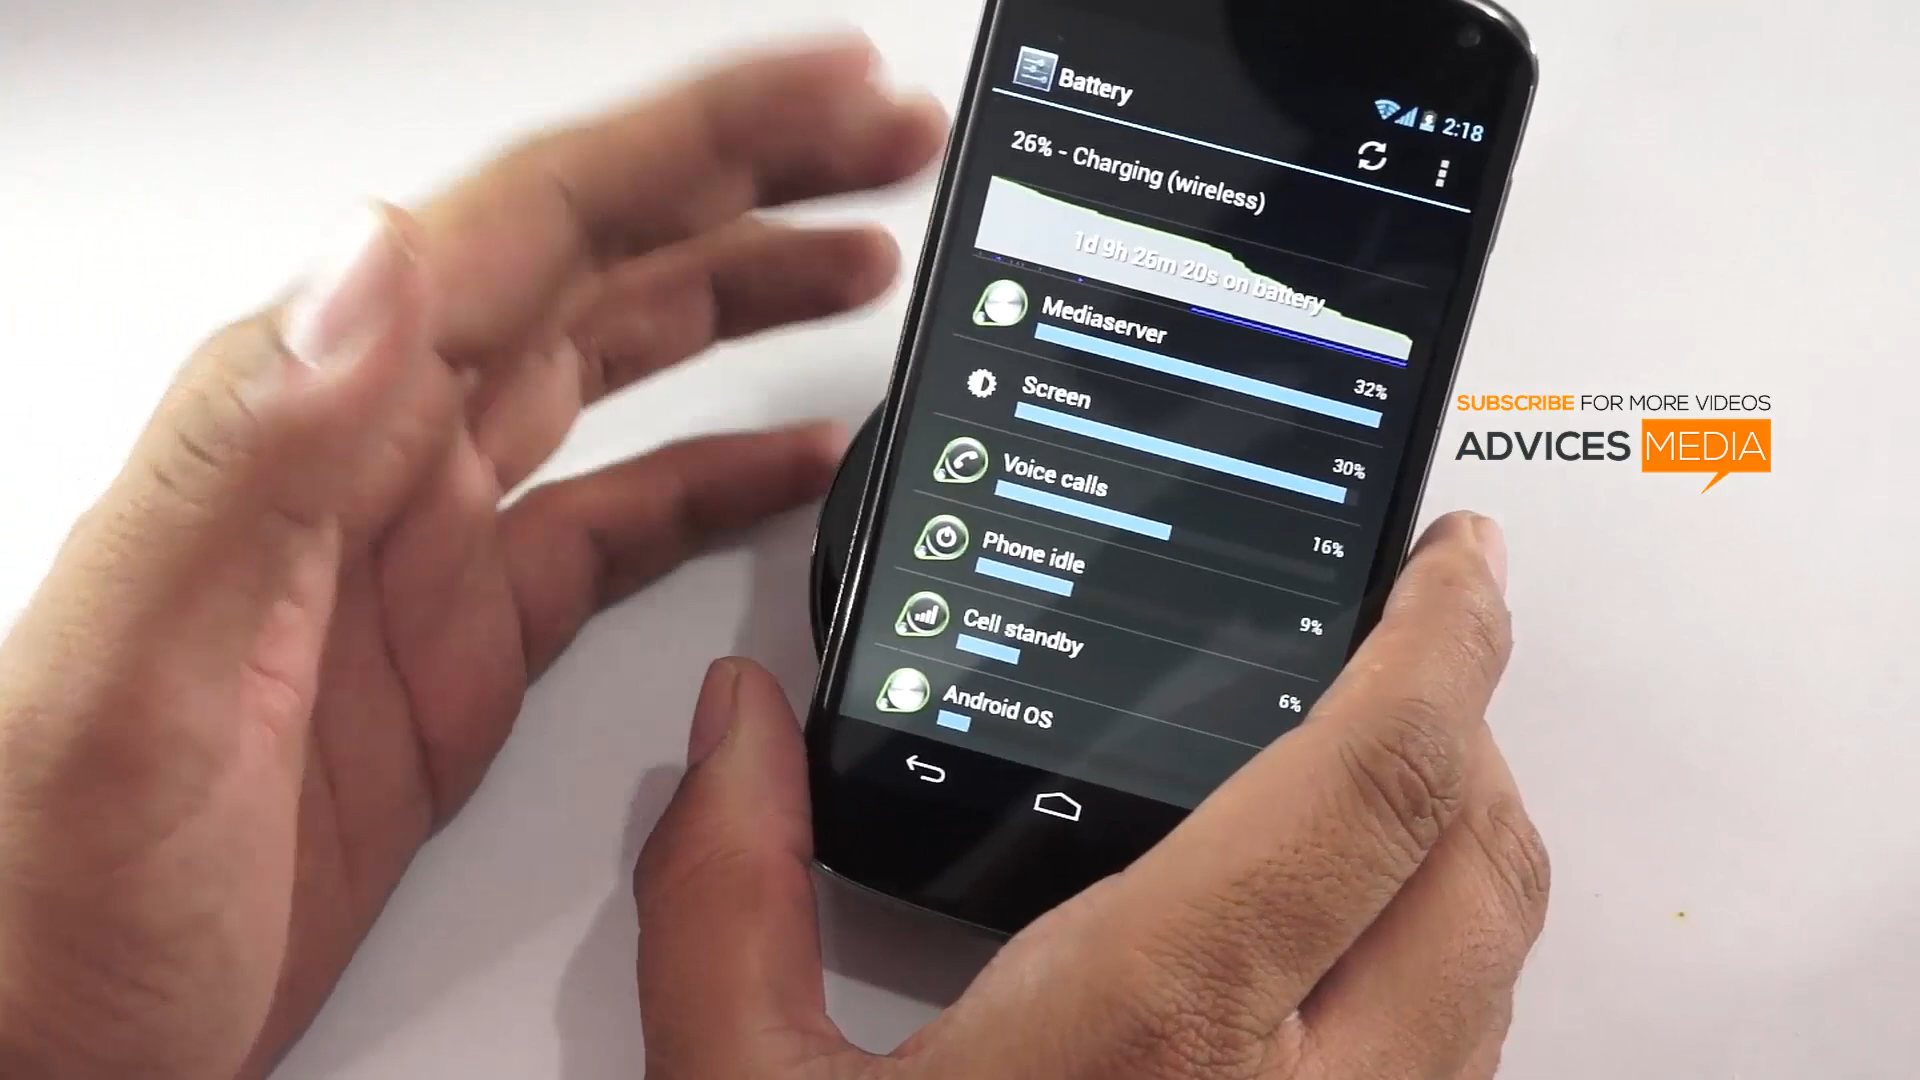 Battery
2:18
26% - Charging (wireless)
1d 9h 26m 20s on battery
Mediaserver
32%
Screen
30%
Voice calls
16%
Phone idle
9%
Cell standby
6%
Android OS
SUBSCRIBE FOR MORE VIDEOS
ADVICES MEDIA